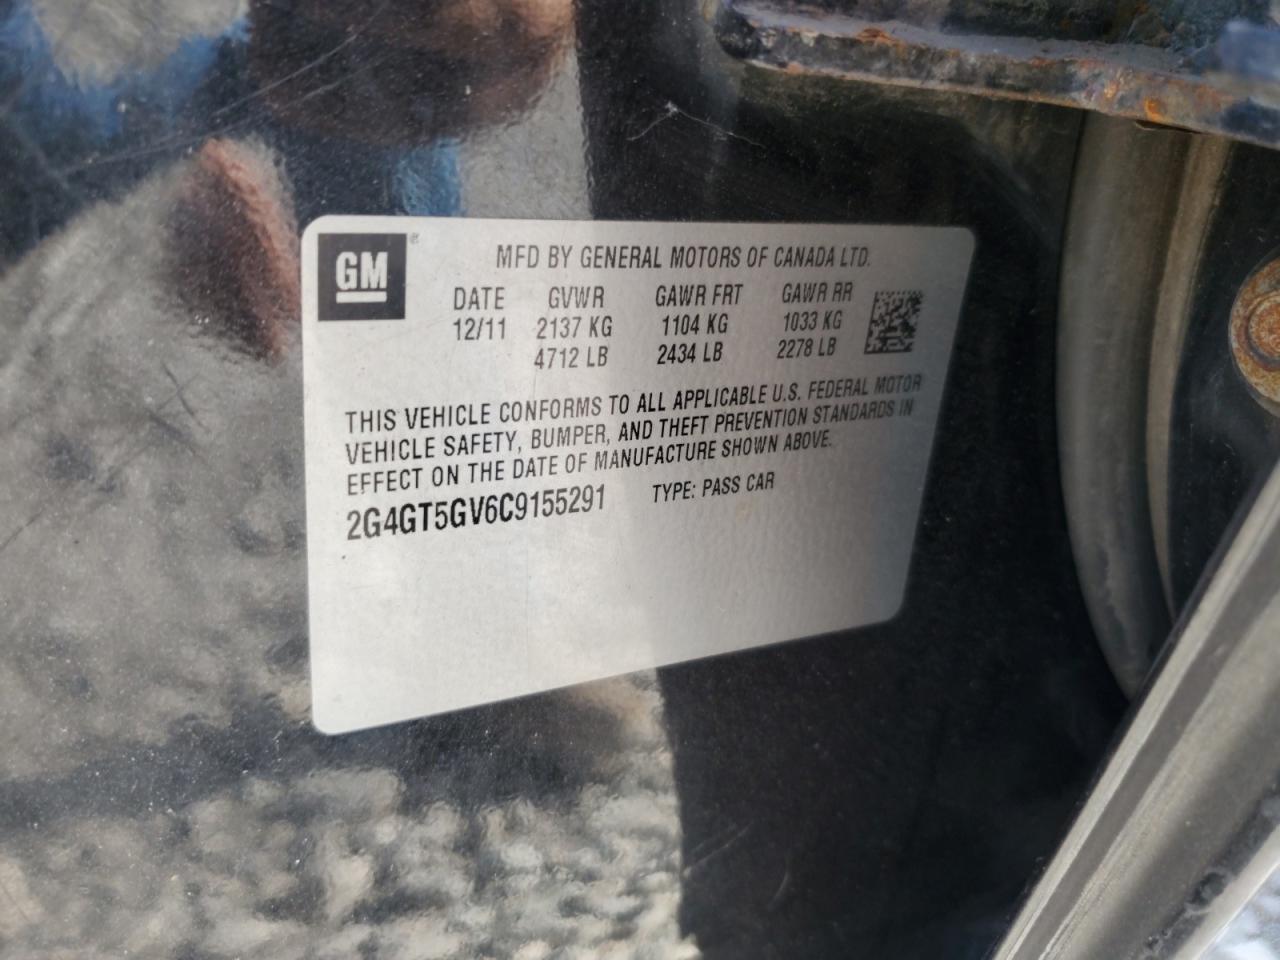 GM
MFD BY GENERAL MOTORS OF CANADA LTD.
DATE GVWR GAWR FRT GAWR RR
12/11 2137 KG 1104 KG 1033 KG
4712 LB 2434 LB 2278 LB
THIS VEHICLE CONFORMS TO ALL APPLICABLE U.S. FEDERAL MOTOR
VEHICLE SAFETY, BUMPER, AND THEFT PREVENTION STANDARDS IN
EFFECT ON THE DATE OF MANUFACTURE SHOWN ABOVE.
2G4GT5GV6C9155291 TYPE: PASS CAR